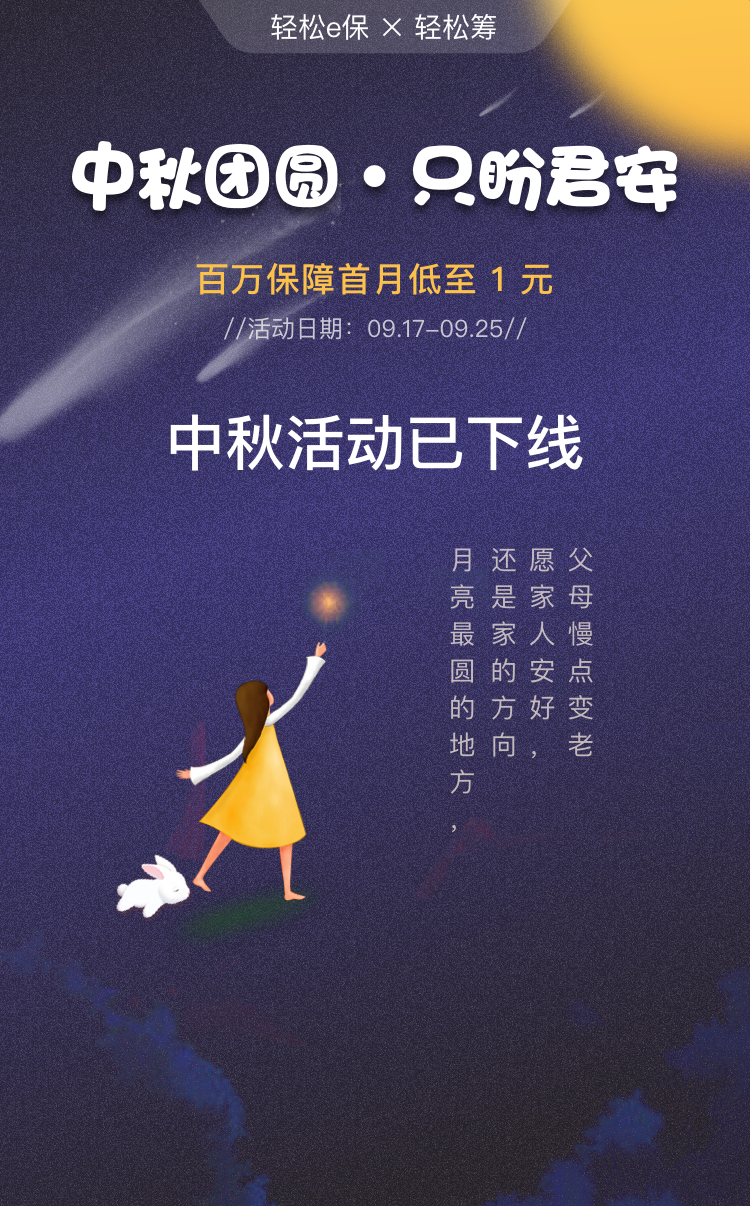 轻松e保 × 轻松筹
中秋团圆·只盼君安
百万保障首月低至 1 元
//活动日期：09.17-09.25//
中秋活动已下线
月亮最圆的地方，
还是家的方向
愿家人安好，
父母慢点变老